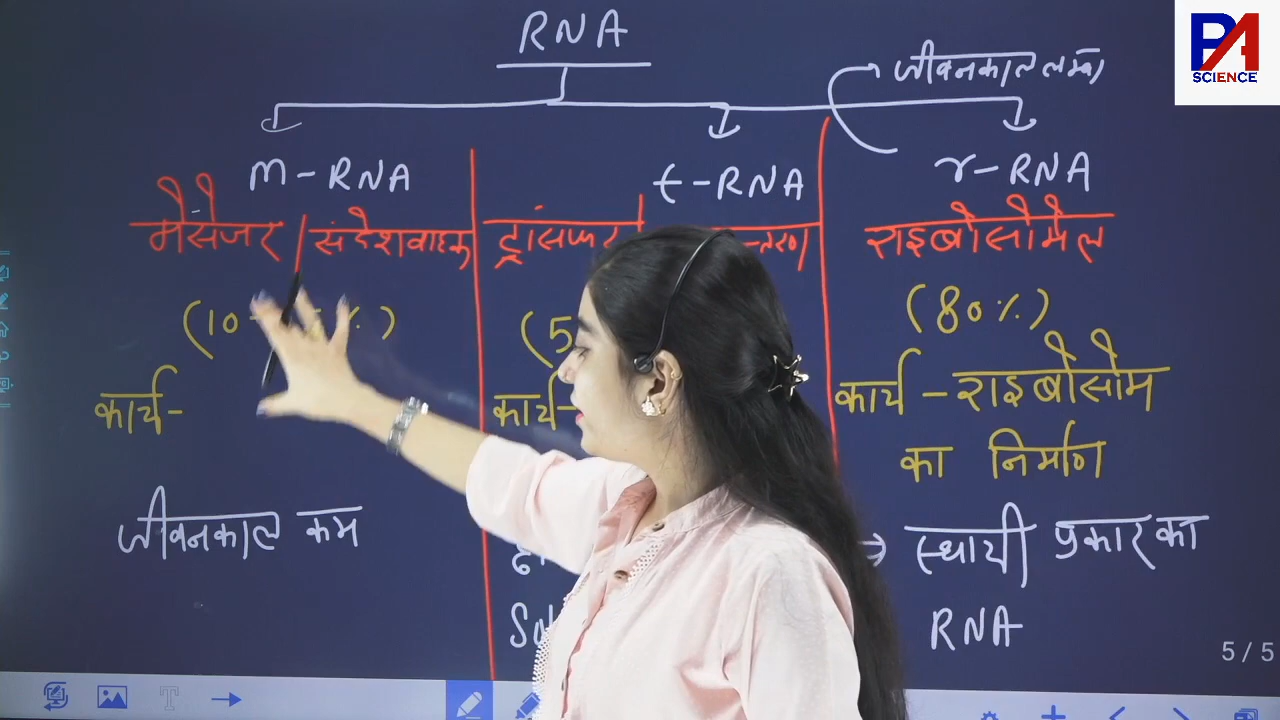 RNA
जीवनकाल लम्बा
PA
SCIENCE
m-RNA
t-RNA
r-RNA
मैसेंजर / संदेशवाहक
राइबोसोमल
(80%)
कार्य-
कार्य-
कार्य - राइबोसोम
का निर्माण
जीवनकाल कम
→ स्थायी प्रकार का
RNA
5 / 5